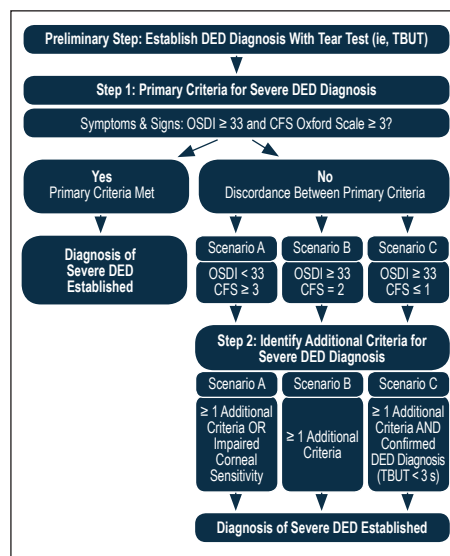 Preliminary Step: Establish DED Diagnosis With Tear Test (ie, TBUT)
Step 1: Primary Criteria for Severe DED Diagnosis
Symptoms & Signs: OSDI ≥ 33 and CFS Oxford Scale ≥ 3?
Yes
Primary Criteria Met
No
Discordance Between Primary Criteria
Diagnosis of
Severe DED
Established
Scenario A
OSDI < 33
CFS ≥ 3
Scenario B
OSDI ≥ 33
CFS = 2
Scenario C
OSDI ≥ 33
CFS ≤ 1
Step 2: Identify Additional Criteria for
Severe DED Diagnosis
Scenario A
≥ 1 Additional
Criteria OR
Impaired
Corneal
Sensitivity
Scenario B
≥ 1 Additional
Criteria
Scenario C
≥ 1 Additional
Criteria AND
Confirmed
DED Diagnosis
(TBUT < 3 s)
Diagnosis of Severe DED Established